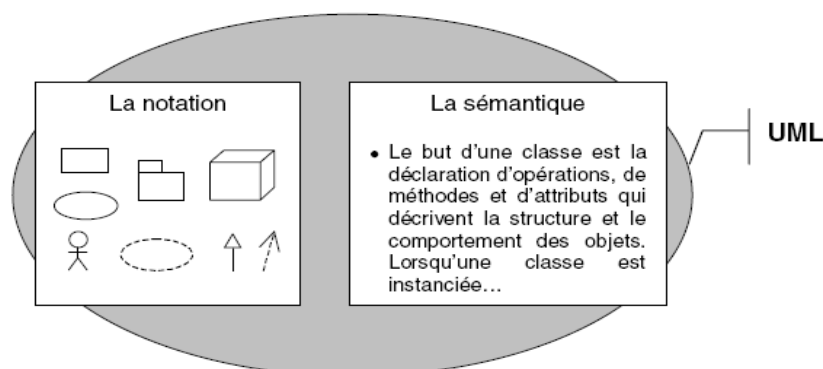 La notation
La sémantique
UML
• Le but d'une classe est la
déclaration d'opérations, de
méthodes et d'attributs qui
décrivent la structure et le
comportement des objets.
Lorsqu'une classe est
instanciée...